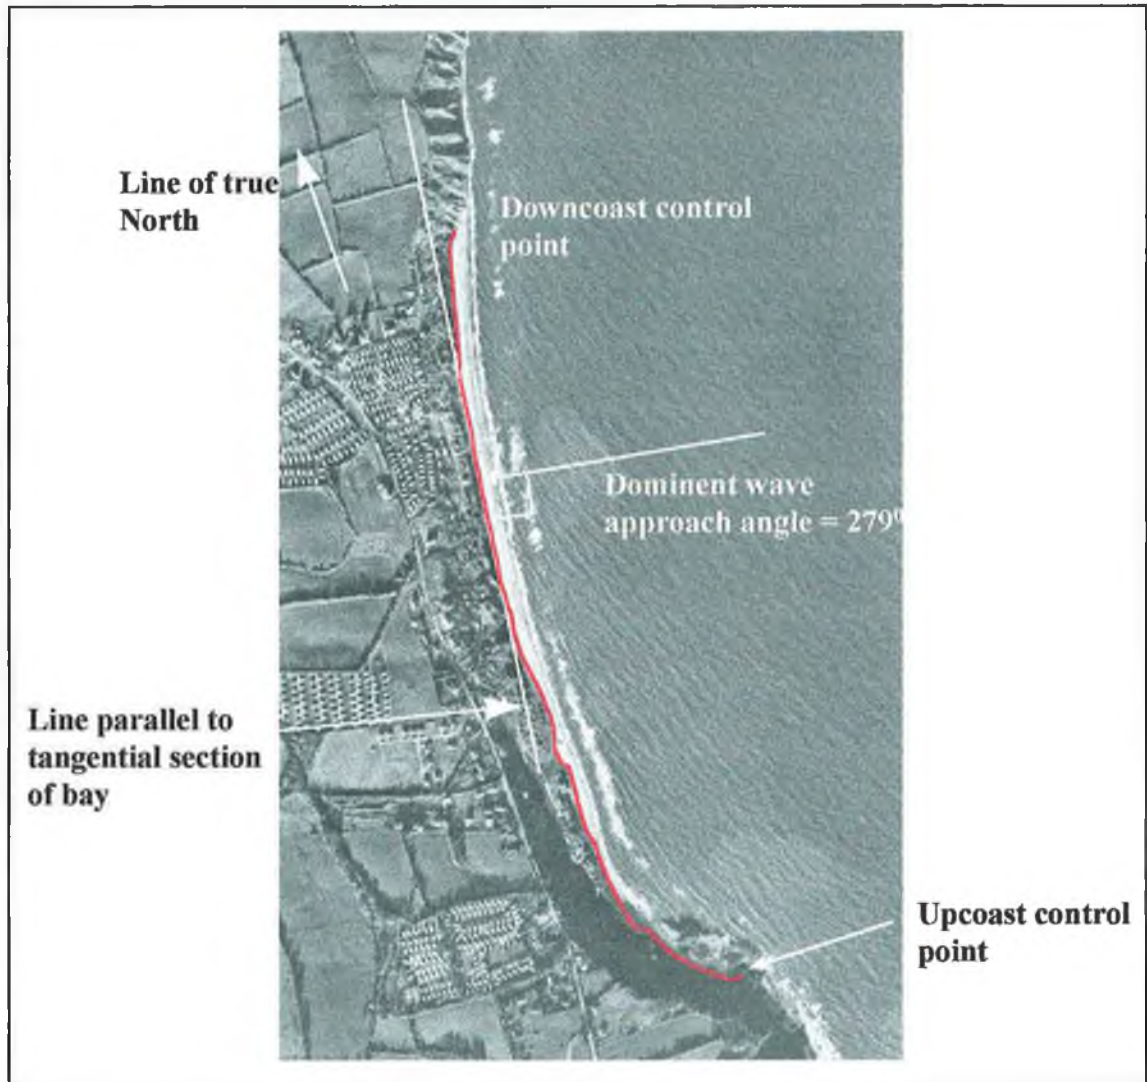 Line of true
North
Downcoast control
point
Dominent wave
approach angle = 279⁰
Line parallel to
tangential section
of bay
Upcoast control
point